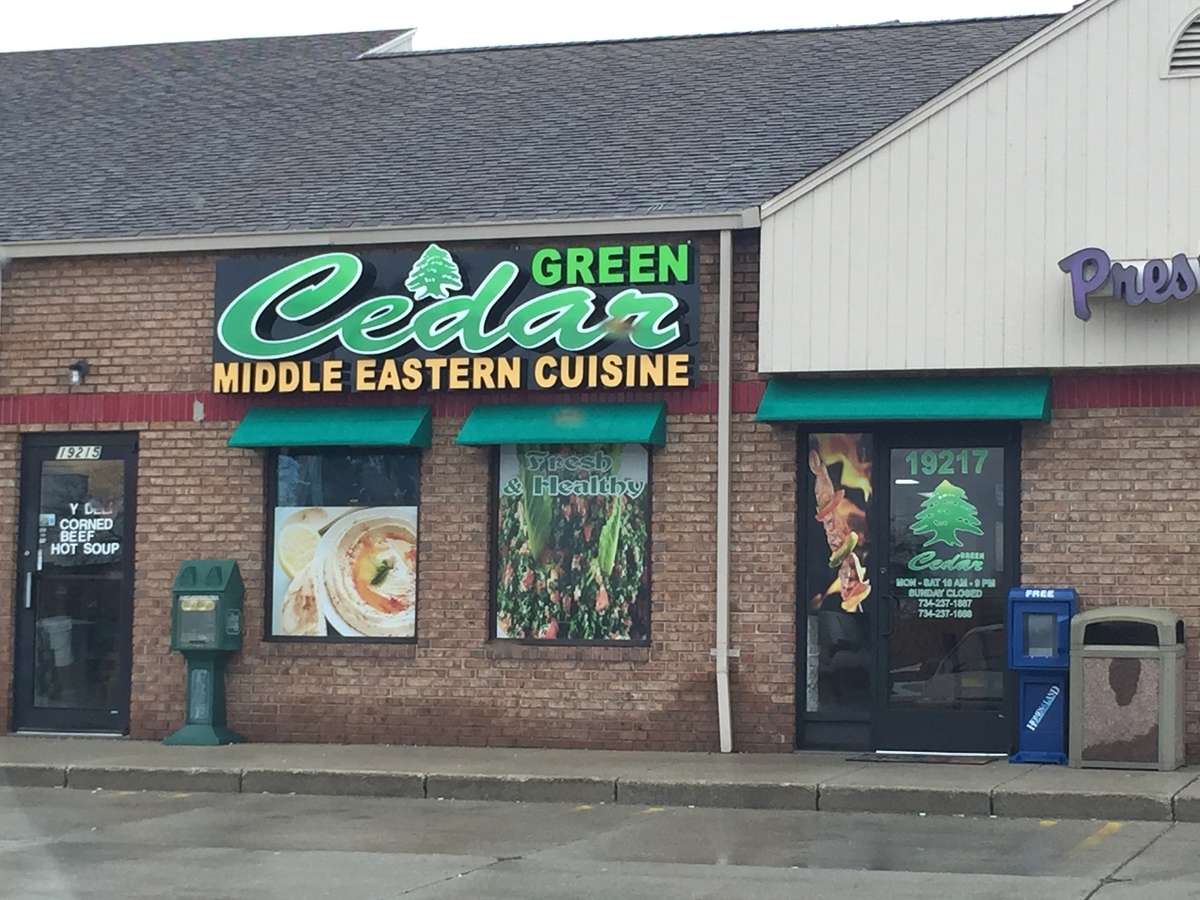 GREEN
Cedar
MIDDLE EASTERN CUISINE
Pres
19215
Y DELI
CORNED
BEEF
HOT SOUP
Fresh
& Healthy
19217
GREEN
Cedar
MON - SAT 10 AM - 9 PM
SUNDAY CLOSED
734-237-1887
734-237-1888
FREE